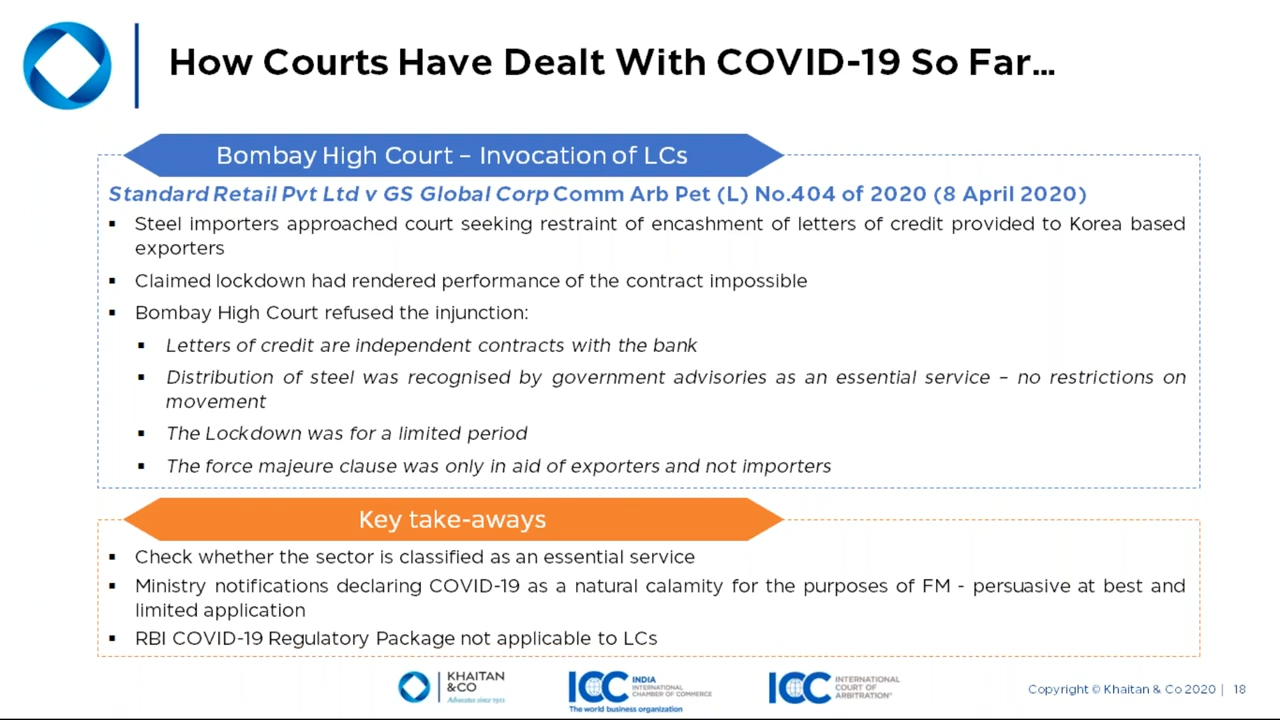 How Courts Have Dealt With COVID-19 So Far...
Bombay High Court – Invocation of LCs
Standard Retail Pvt Ltd v GS Global Corp Comm Arb Pet (L) No.404 of 2020 (8 April 2020)
▪ Steel importers approached court seeking restraint of encashment of letters of credit provided to Korea based
exporters
▪ Claimed lockdown had rendered performance of the contract impossible
▪ Bombay High Court refused the injunction:
▪ Letters of credit are independent contracts with the bank
▪ Distribution of steel was recognised by government advisories as an essential service – no restrictions on
movement
▪ The Lockdown was for a limited period
▪ The force majeure clause was only in aid of exporters and not importers
Key take-aways
▪ Check whether the sector is classified as an essential service
▪ Ministry notifications declaring COVID-19 as a natural calamity for the purposes of FM - persuasive at best and
limited application
▪ RBI COVID-19 Regulatory Package not applicable to LCs
KHAITAN
&CO
Advocates since 1911
ICC INDIA
INTERNATIONAL
CHAMBER OF COMMERCE
The world business organization
ICC INTERNATIONAL
COURT OF
ARBITRATION®
Copyright © Khaitan & Co 2020 | 18